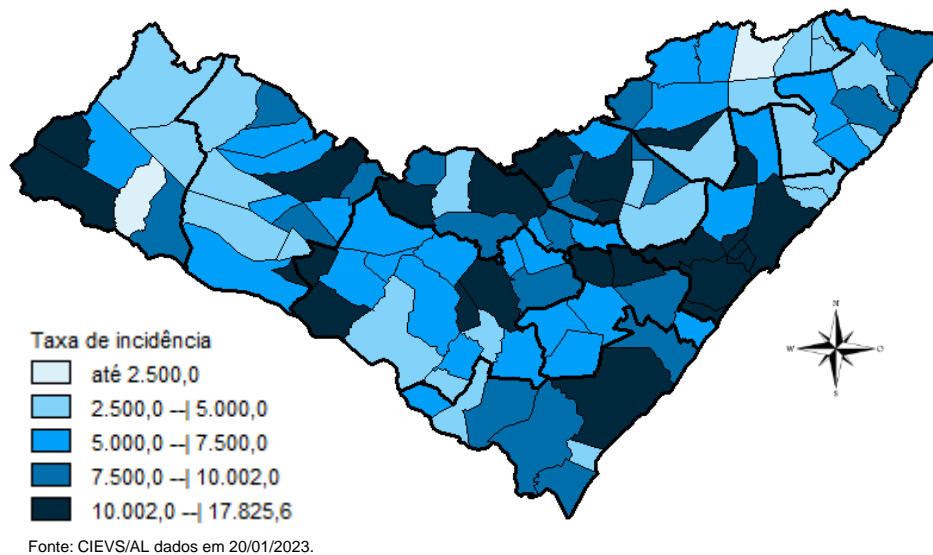 Taxa de incidência
até 2.500,0
2.500,0 --| 5.000,0
5.000,0 --| 7.500,0
7.500,0 --| 10.002,0
10.002,0 --| 17.825,6
N
W O
S
Fonte: CIEVS/AL dados em 20/01/2023.